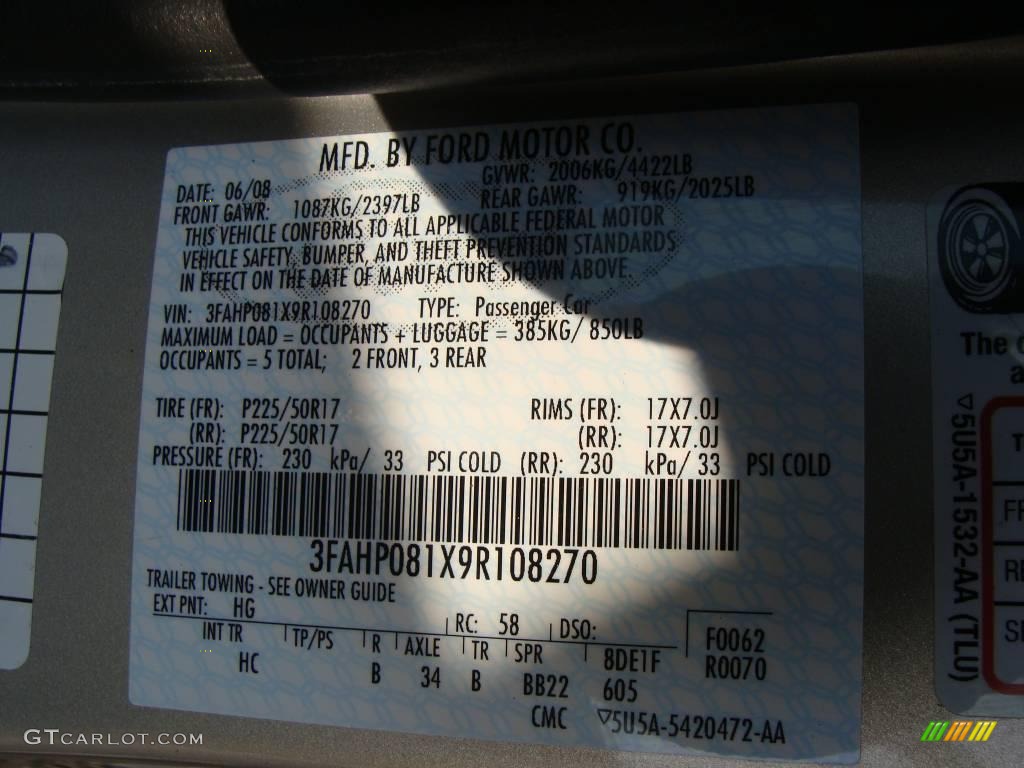 MFD. BY FORD MOTOR CO.
DATE: 06/08 GVWR: 2006KG/4422LB
FRONT GAWR: 1087KG/2397LB REAR GAWR: 919KG/2025LB
THIS VEHICLE CONFORMS TO ALL APPLICABLE FEDERAL MOTOR
VEHICLE SAFETY, BUMPER, AND THEFT PREVENTION STANDARDS
IN EFFECT ON THE DATE OF MANUFACTURE SHOWN ABOVE.
VIN: 3FAHP081X9R108270 TYPE: Passenger Car
MAXIMUM LOAD = OCCUPANTS + LUGGAGE = 385KG/ 850LB
OCCUPANTS = 5 TOTAL; 2 FRONT, 3 REAR
TIRE (FR): P225/50R17 RIMS (FR): 17X7.0J
(RR): P225/50R17 (RR): 17X7.0J
PRESSURE (FR): 230 kPa/ 33 PSI COLD (RR): 230 kPa/ 33 PSI COLD
3FAHP081X9R108270
TRAILER TOWING - SEE OWNER GUIDE
EXT PNT: HG RC: 58 DSO: F0062
INT TR TP/PS R AXLE TR SPR R0070
HC B 34 B BB22 8DE1F
605
CMC ▽5U5A-5420472-AA
The
▽5U5A-1532-AA (TLU)
GTCARLOT.COM